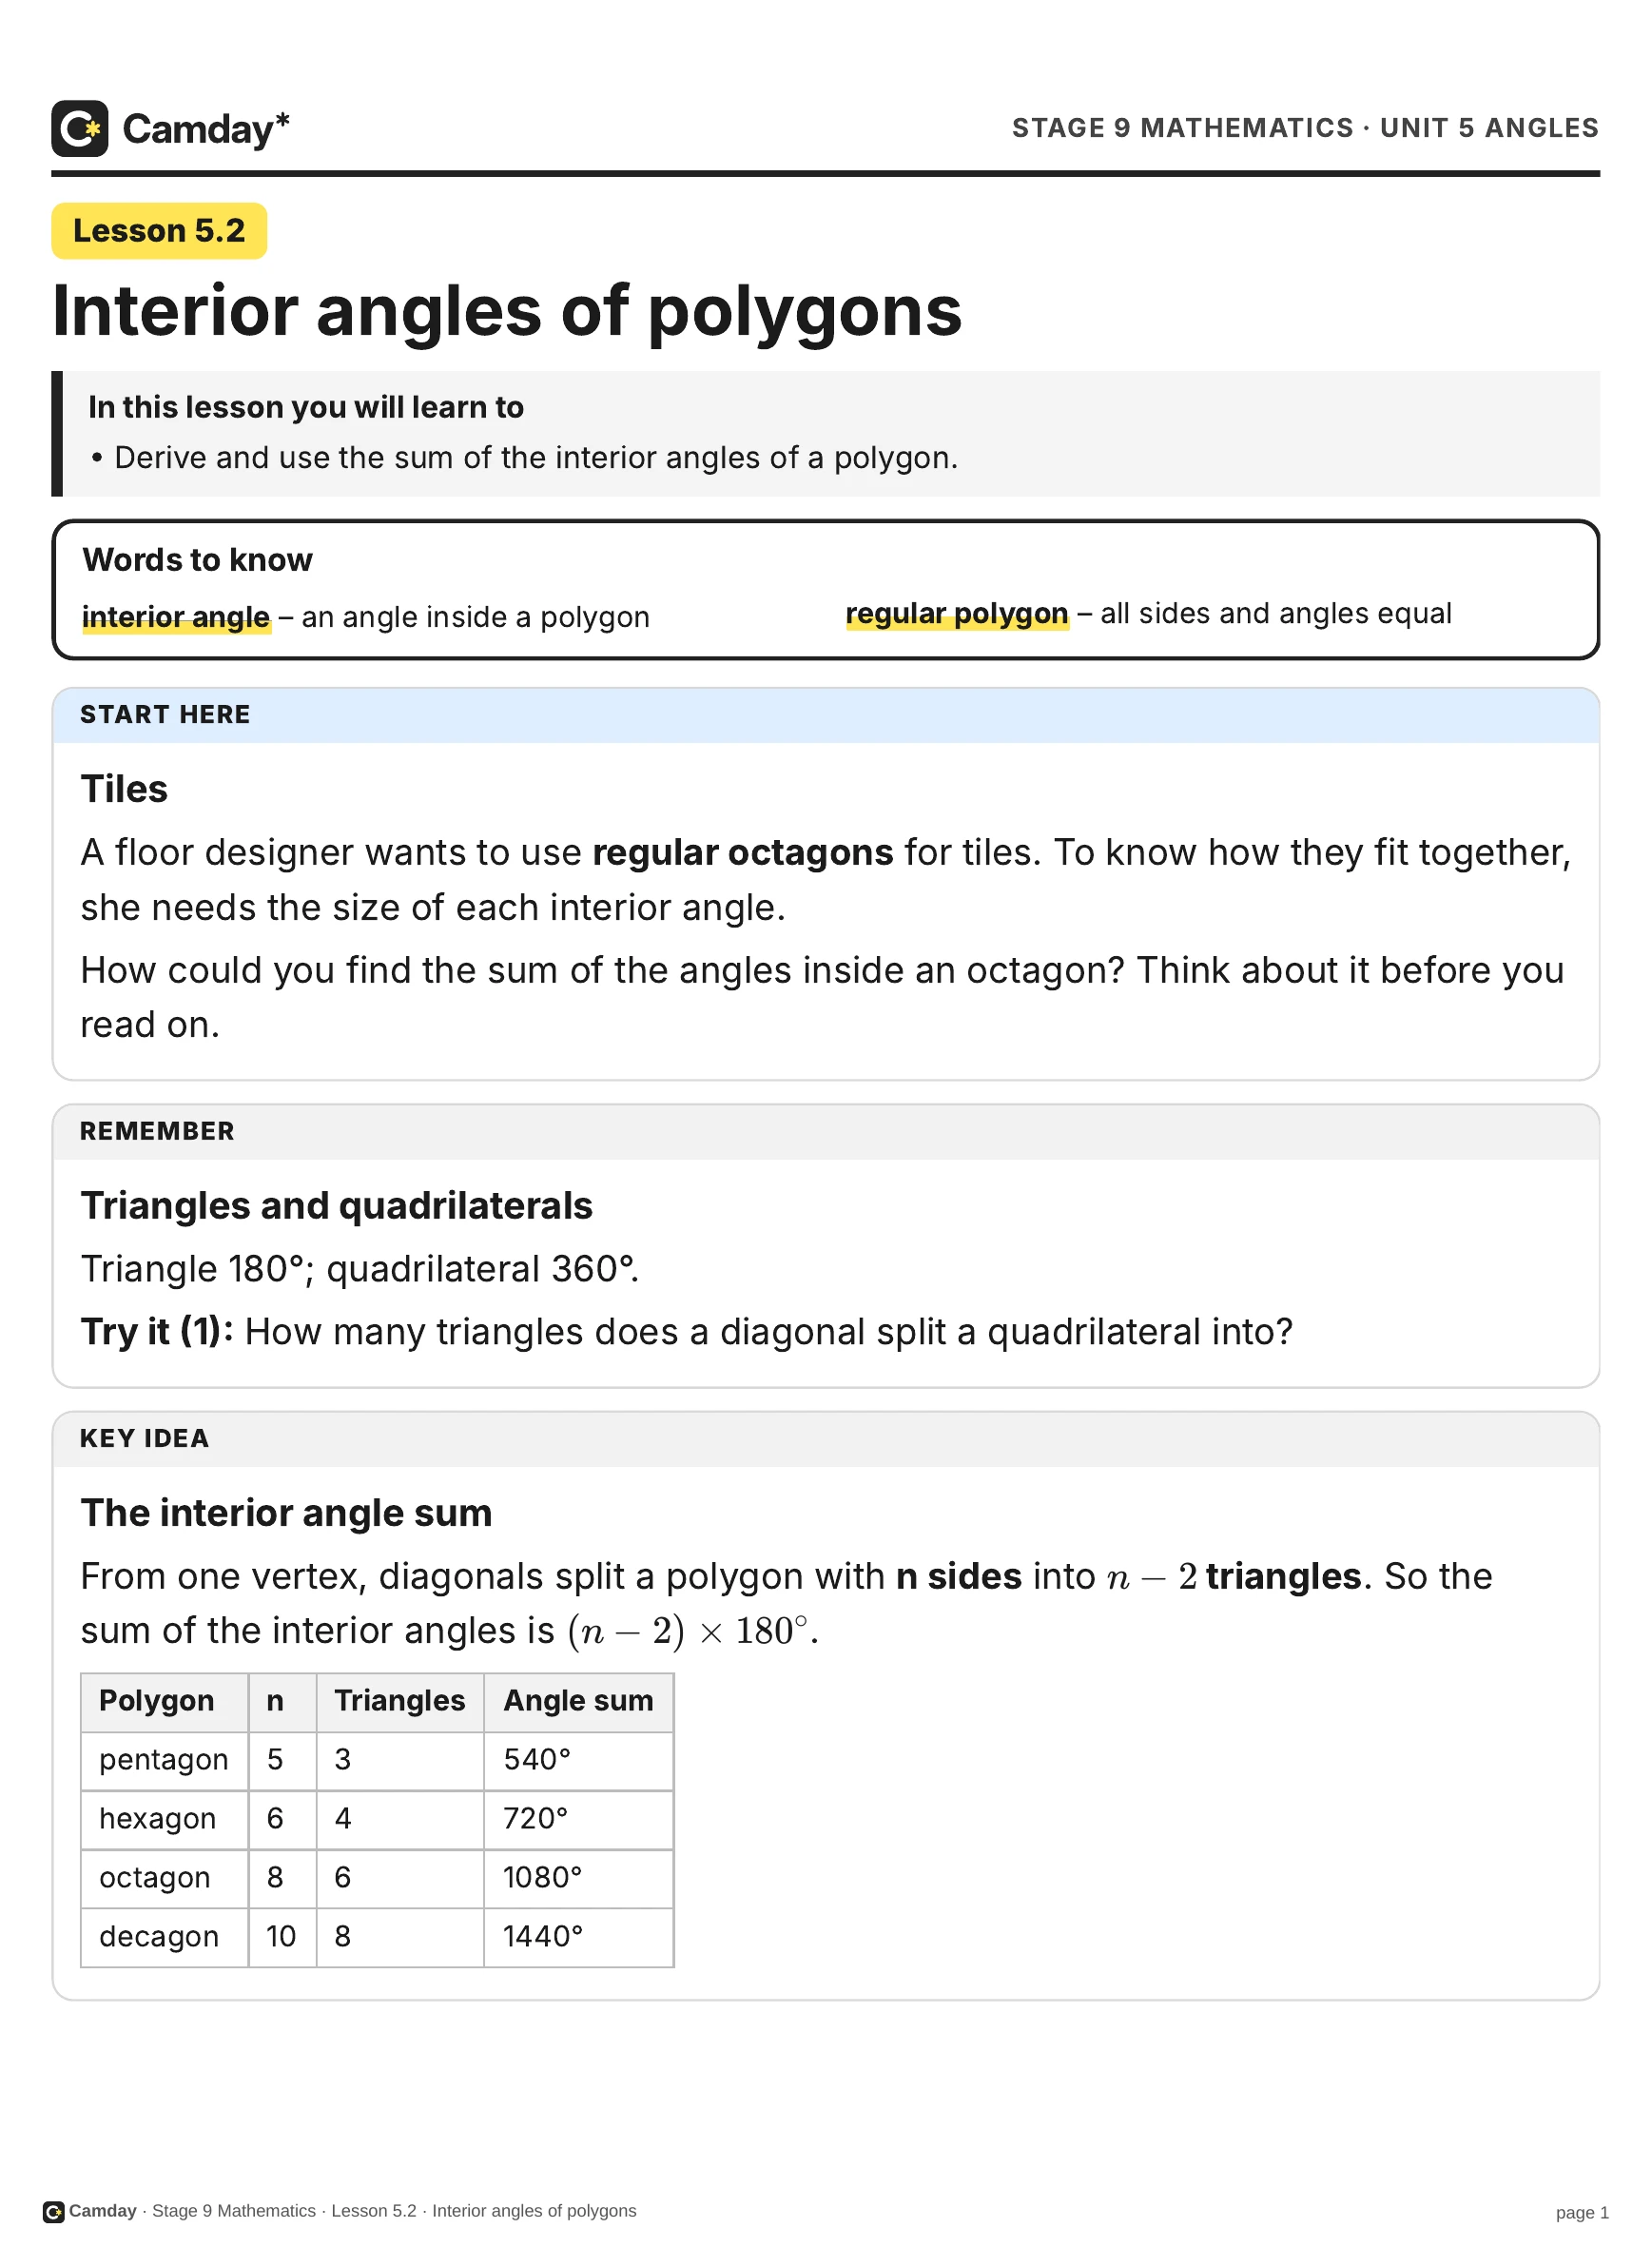 Camday*
STAGE 9 MATHEMATICS · UNIT 5 ANGLES
Lesson 5.2
Interior angles of polygons
In this lesson you will learn to
• Derive and use the sum of the interior angles of a polygon.
Words to know
interior angle – an angle inside a polygon
regular polygon – all sides and angles equal
START HERE
Tiles
A floor designer wants to use regular octagons for tiles. To know how they fit together,
she needs the size of each interior angle.
How could you find the sum of the angles inside an octagon? Think about it before you
read on.
REMEMBER
Triangles and quadrilaterals
Triangle 180°; quadrilateral 360°.
Try it (1): How many triangles does a diagonal split a quadrilateral into?
KEY IDEA
The interior angle sum
From one vertex, diagonals split a polygon with n sides into n − 2 triangles. So the
sum of the interior angles is (n − 2) × 180°.
Polygon n Triangles Angle sum
pentagon 5 3 540°
hexagon 6 4 720°
octagon 8 6 1080°
decagon 10 8 1440°
Camday · Stage 9 Mathematics · Lesson 5.2 · Interior angles of polygons
page 1